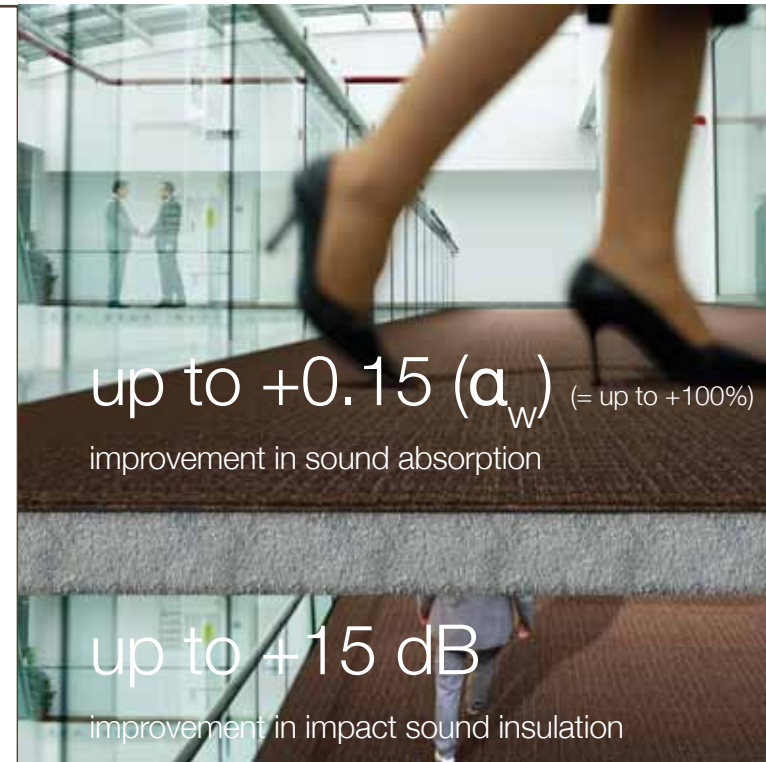 up to +0.15 (α_w) (= up to +100%)
improvement in sound absorption
up to +15 dB
improvement in impact sound insulation